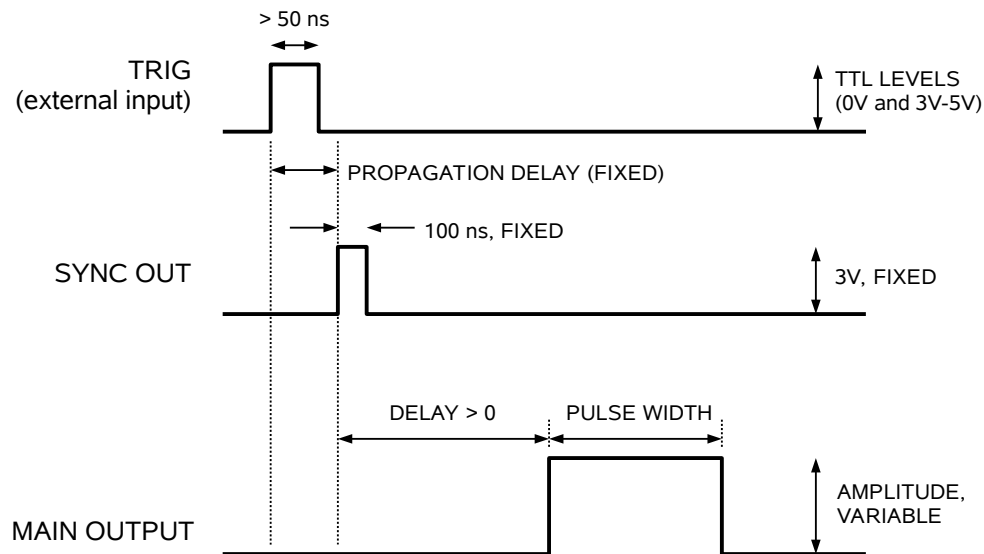 > 50 ns
TRIG
(external input)
TTL LEVELS
(0V and 3V-5V)
PROPAGATION DELAY (FIXED)
100 ns, FIXED
SYNC OUT
3V, FIXED
DELAY > 0
PULSE WIDTH
MAIN OUTPUT
AMPLITUDE,
VARIABLE